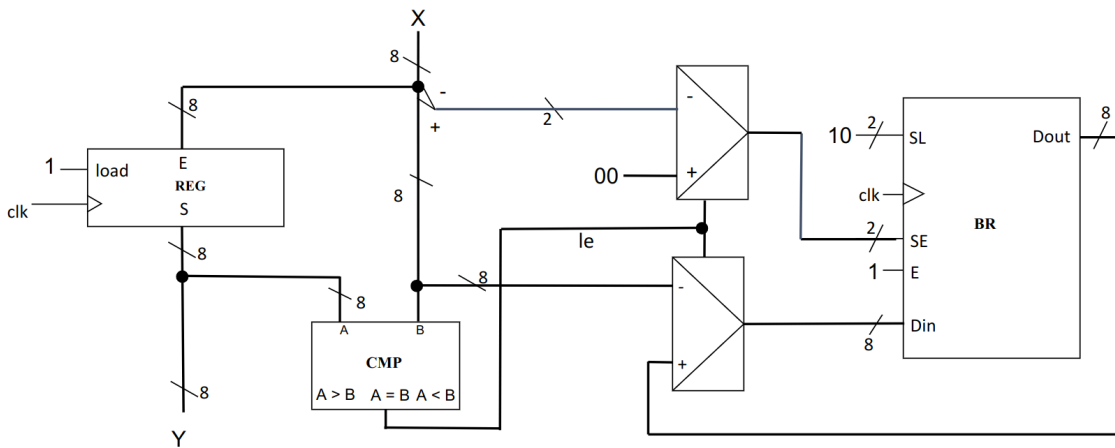 X
8
-
+
2
8
8
1
load
E
REG
S
clk
8
8
Y
8
8
A
B
CMP
A > B A = B A < B
le
-
00
+
-
+
8
10
2
SL
Dout
8
clk
BR
2
SE
1
E
Din
8